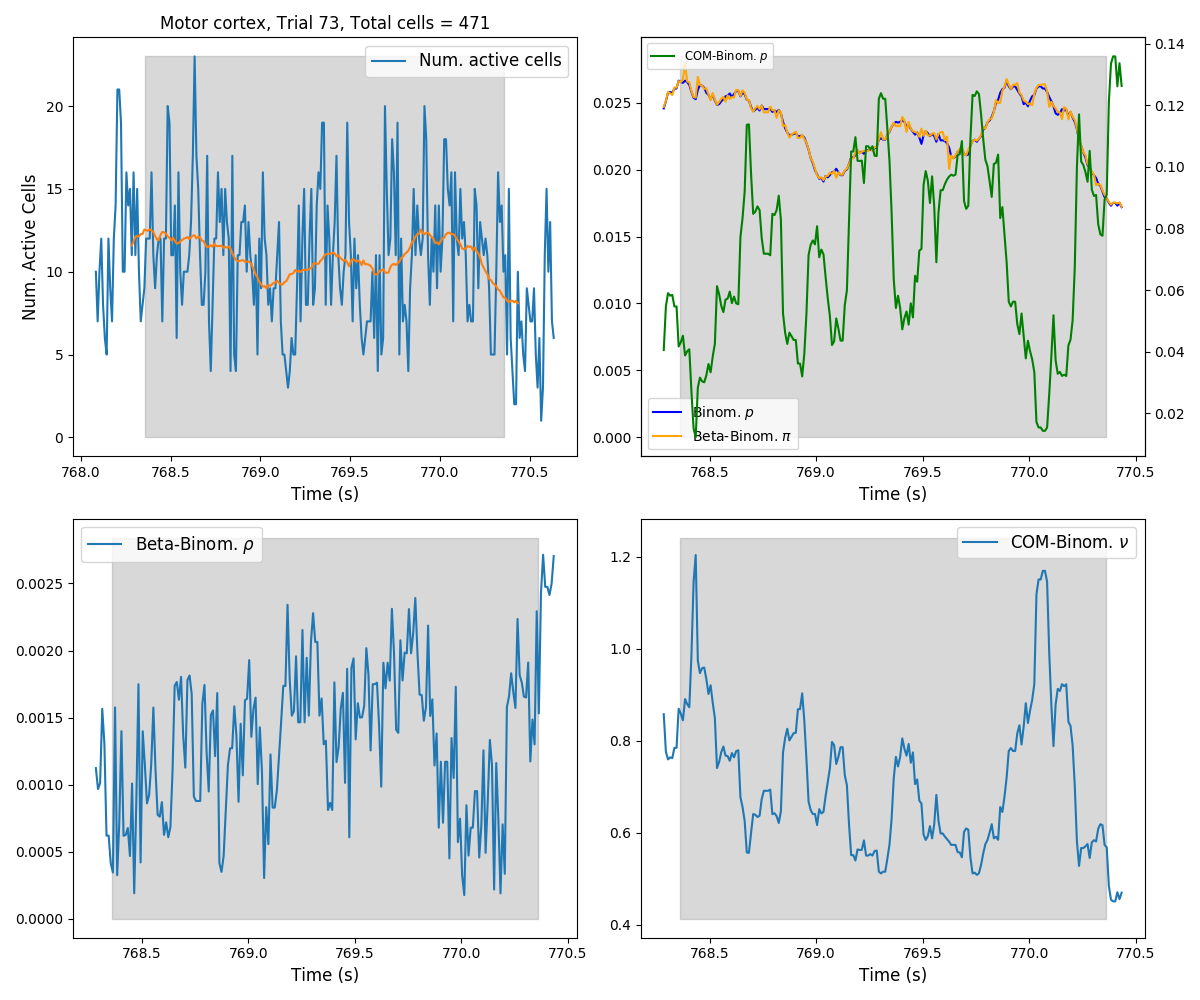 Motor cortex, Trial 73, Total cells = 471
Num. active cells
Num. Active Cells
20
15
10
5
0
768.0 768.5 769.0 769.5 770.0 770.5
Time (s)
COM-Binom. p
Binom. p
Beta-Binom. π
0.025
0.020
0.015
0.010
0.005
0.000
0.14
0.12
0.10
0.08
0.06
0.04
0.02
768.5 769.0 769.5 770.0 770.5
Time (s)
Beta-Binom. ρ
0.0025
0.0020
0.0015
0.0010
0.0005
0.0000
768.5 769.0 769.5 770.0 770.5
Time (s)
COM-Binom. ν
1.2
1.0
0.8
0.6
0.4
768.5 769.0 769.5 770.0 770.5
Time (s)